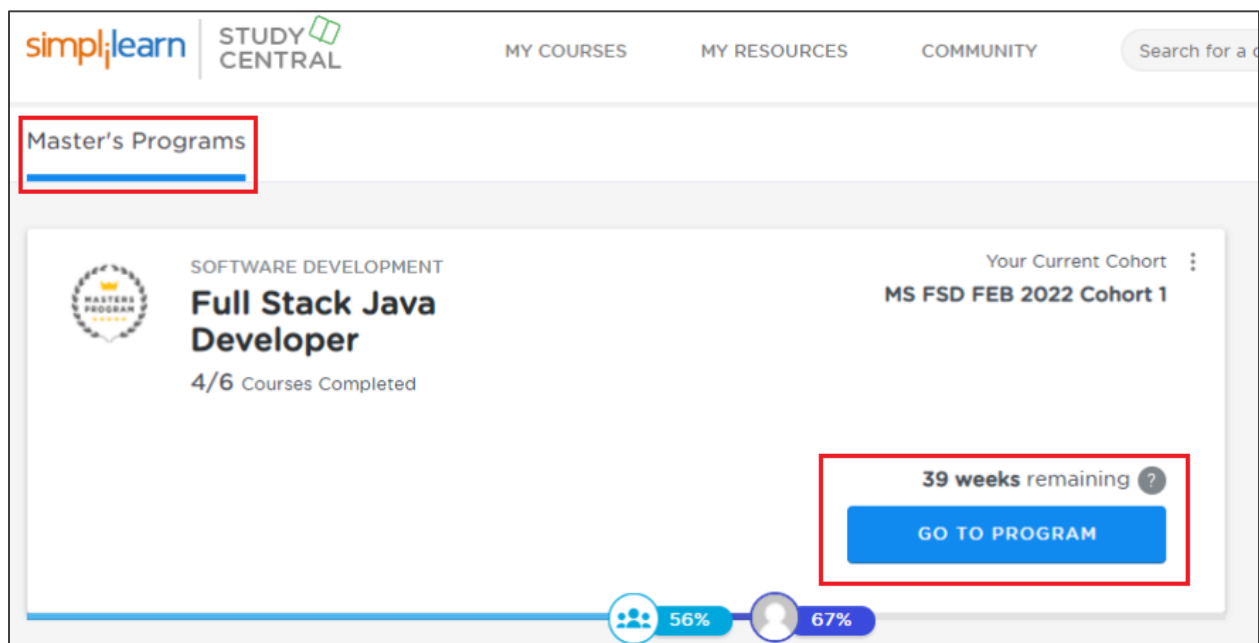 simplilearn
STUDY
CENTRAL
MY COURSES
MY RESOURCES
COMMUNITY
Search for a
Master's Programs
MASTERS
PROGRAM
SOFTWARE DEVELOPMENT
Full Stack Java
Developer
4/6 Courses Completed
Your Current Cohort
MS FSD FEB 2022 Cohort 1
39 weeks remaining ?
GO TO PROGRAM
56%
67%